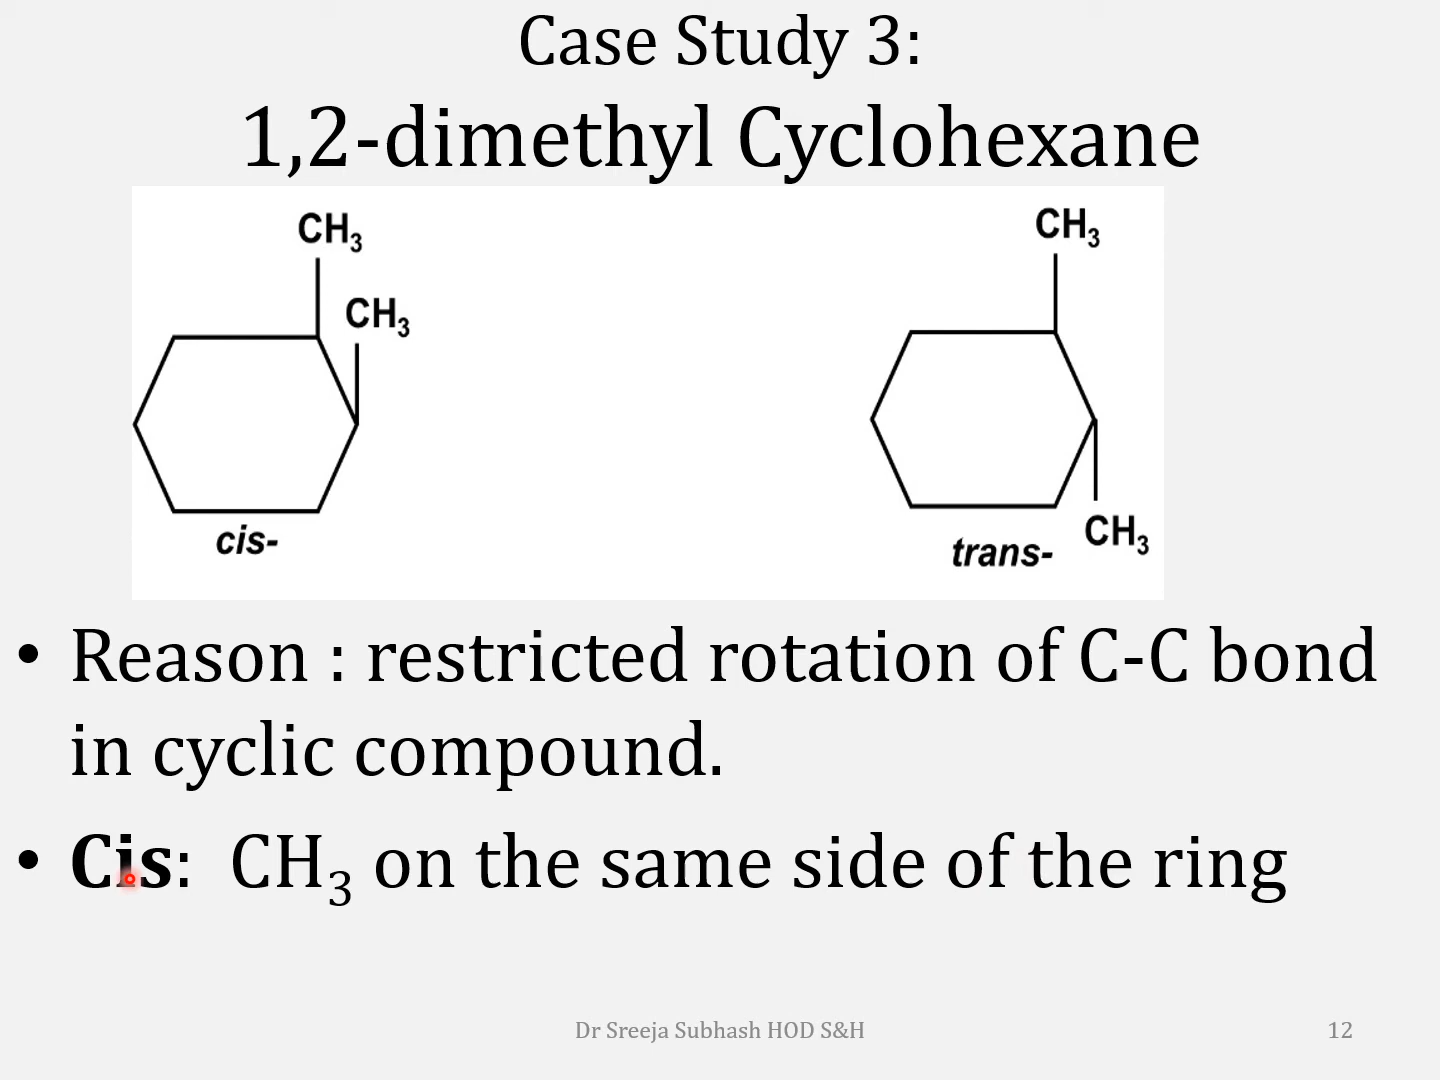 Case Study 3:
1,2-dimethyl Cyclohexane
CH₃
CH₃
cis-
CH₃
CH₃
trans-
• Reason : restricted rotation of C-C bond
in cyclic compound.
• Cis: CH₃ on the same side of the ring
Dr Sreeja Subhash HOD S&H
12